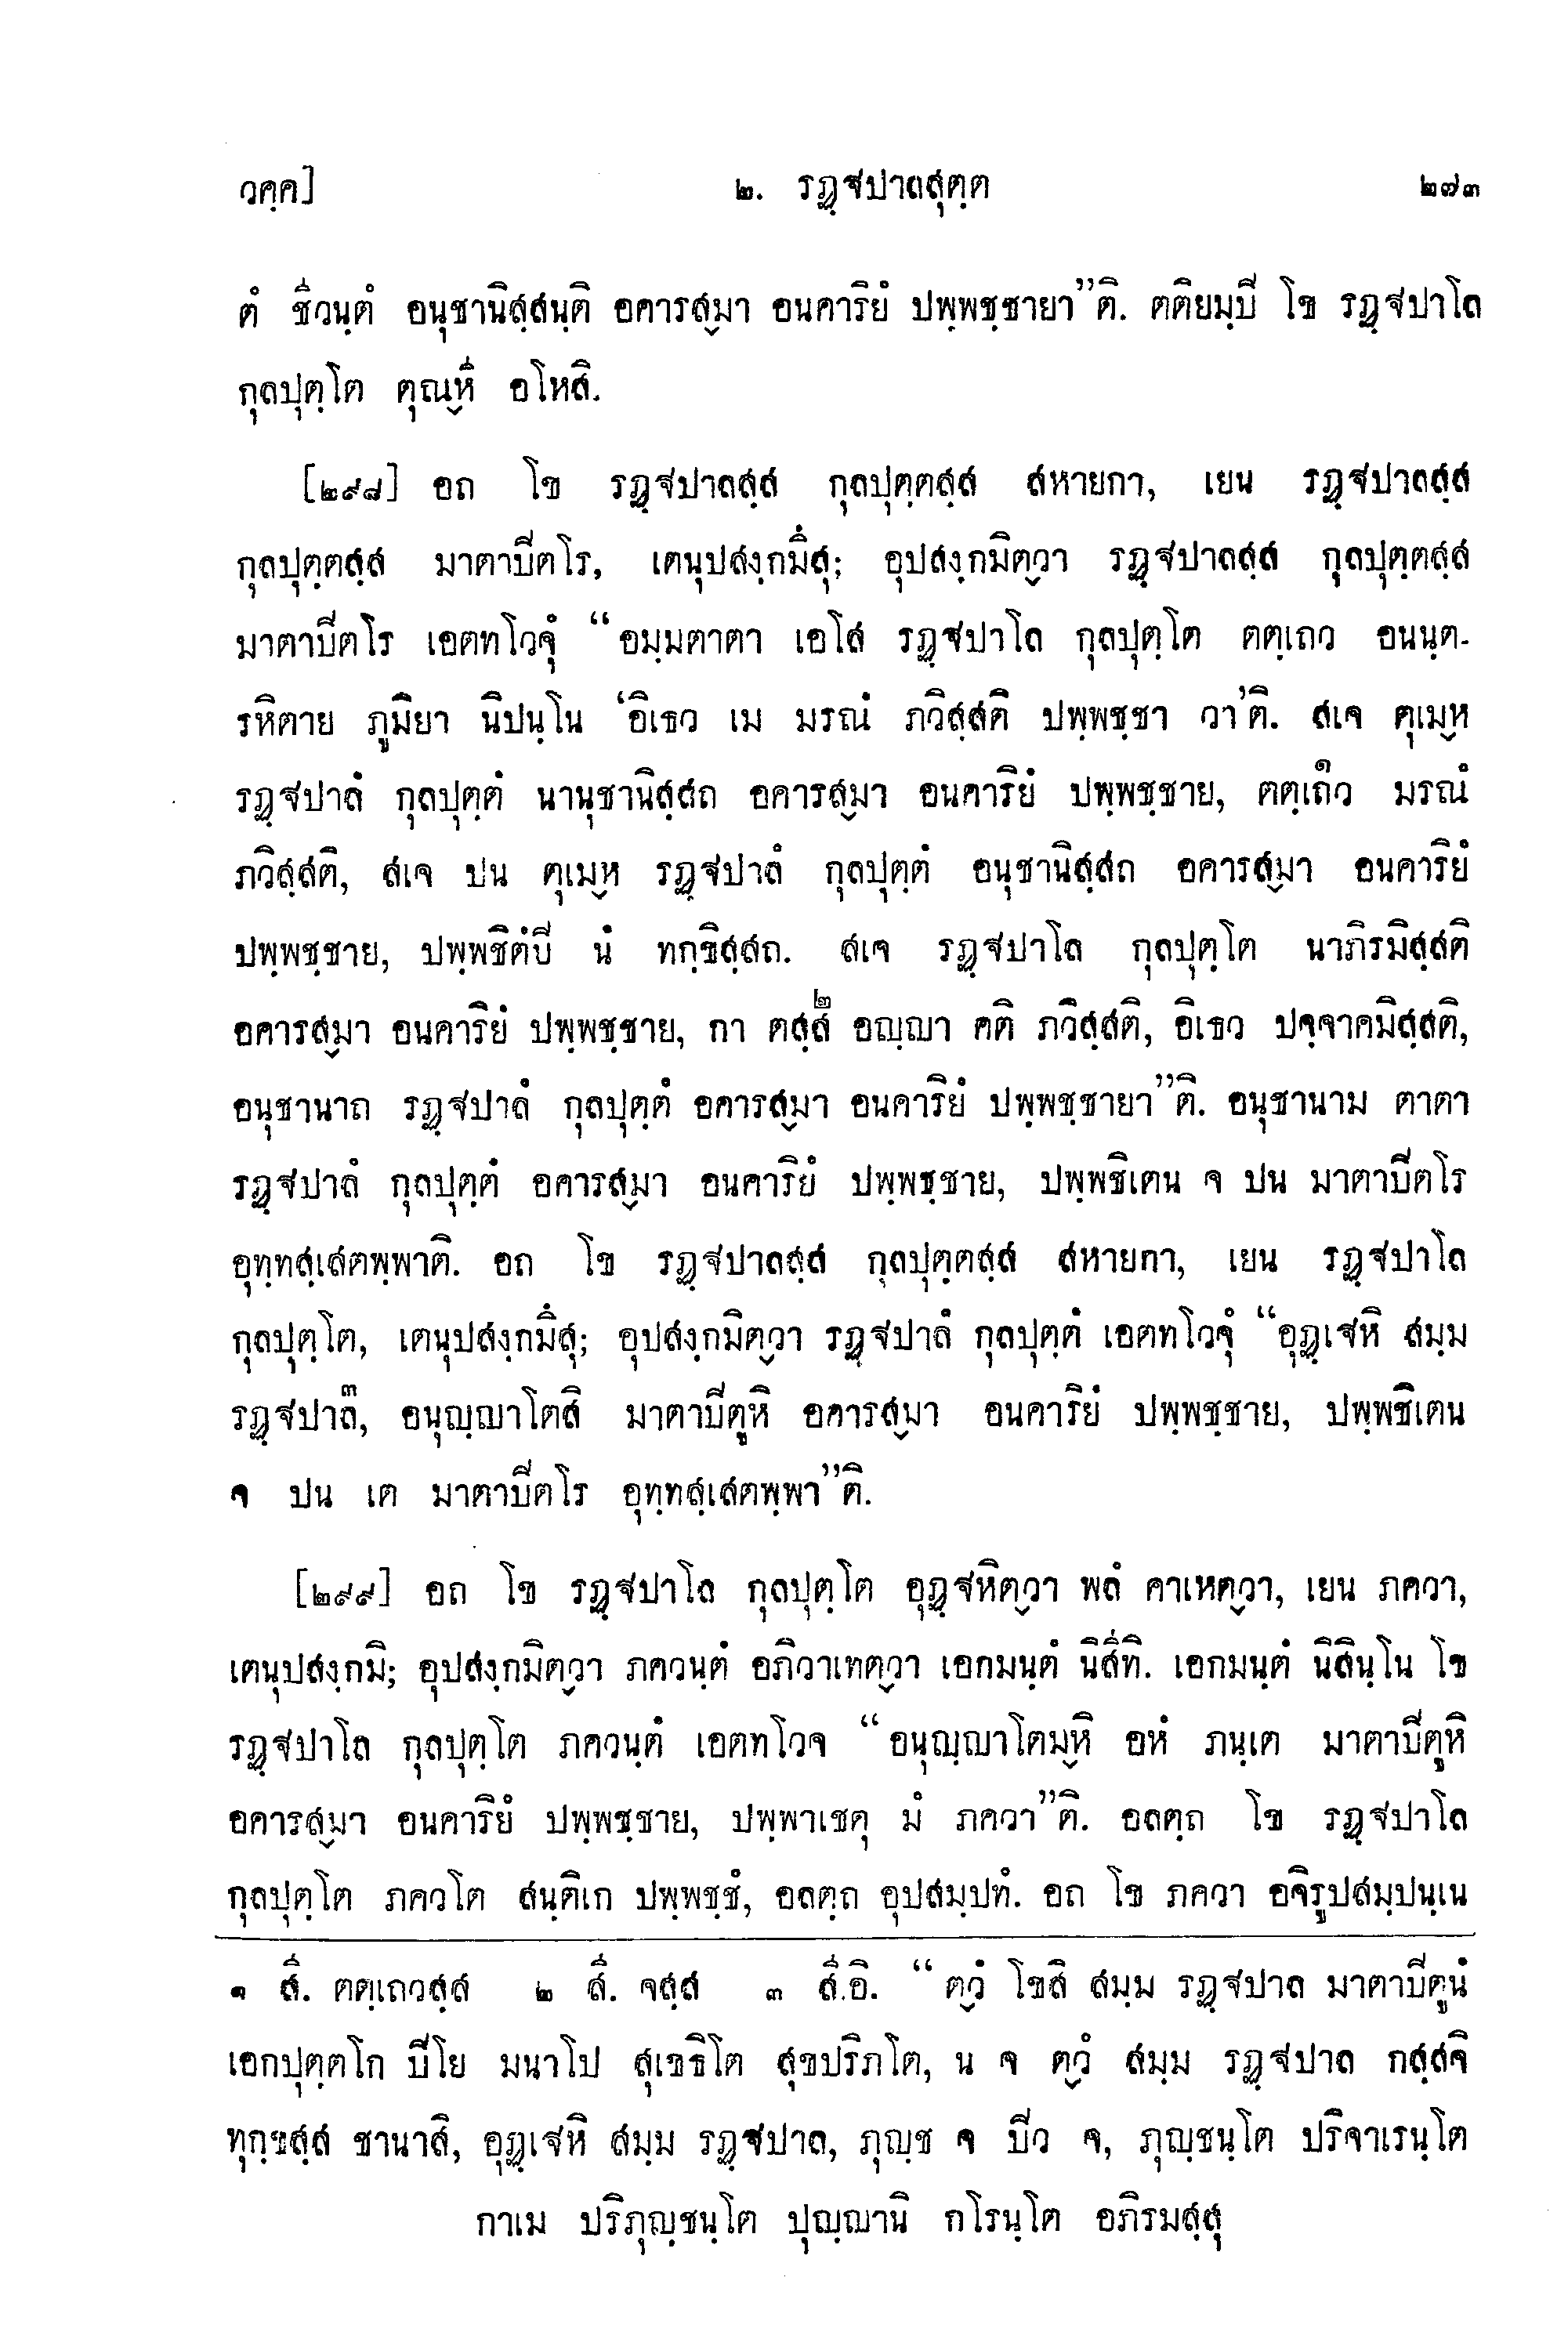 วคฺค]	๒. รฏฺฐปาลสุตฺต	๒๗๓
ตํ ชีวนฺตํ อนุชานิสฺสนฺติ อคารสฺมา อนคาริยํ ปพฺพชฺชายา”ติ. ตติยมฺปิ โข รฏฺฐปาโล
กุลปุตฺโต ตุณฺหี อโหสิ.
[๒๙๘] อถ โข รฏฺฐปาลสฺส กุลปุตฺตสฺส สหายกา, เยน รฏฺฐปาลสฺส
กุลปุตฺตสฺส มาตาปิตโร, เตนุปสงฺกมึสุ; อุปสงฺกมิตฺวา รฏฺฐปาลสฺส กุลปุตฺตสฺส
มาตาปิตโร เอตทโวจุํ “อมฺมตาตา เอโส รฏฺฐปาโล กุลปุตฺโต ตตฺเถว อนนฺต-
รหิตาย ภูมิยา นิปนฺโน ‘อิเธว เม มรณํ ภวิสฺสติ ปพฺพชฺชา วา’ติ. สเจ ตุเมฺห
รฏฺฐปาลํ กุลปุตฺตํ นานุชานิสฺสถ อคารสฺมา อนคาริยํ ปพฺพชฺชาย, ตตฺเถว๑ มรณํ
ภวิสฺสติ, สเจ ปน ตุเมฺห รฏฺฐปาลํ กุลปุตฺตํ อนุชานิสฺสถ อคารสฺมา อนคาริยํ
ปพฺพชฺชาย, ปพฺพชิตํปิ นํ ทกฺขิสฺสถ. สเจ รฏฺฐปาโล กุลปุตฺโต นาภิรมิสฺสติ
อคารสฺมา อนคาริยํ ปพฺพชฺชาย, กา ตสฺส๒ อญฺญา คติ ภวิสฺสติ, อิเธว ปจฺจาคมิสฺสติ,
อนุชานาถ รฏฺฐปาลํ กุลปุตฺตํ อคารสฺมา อนคาริยํ ปพฺพชฺชายา”ติ. อนุชานาม ตาตา
รฏฺฐปาลํ กุลปุตฺตํ อคารสฺมา อนคาริยํ ปพฺพชฺชาย, ปพฺพชิเตน จ ปน มาตาปิตโร
อุทฺทสฺเสตพฺพาติ. อถ โข รฏฺฐปาลสฺส กุลปุตฺตสฺส สหายกา, เยน รฏฺฐปาโล
กุลปุตฺโต, เตนุปสงฺกมึสุ; อุปสงฺกมิตฺวา รฏฺฐปาลํ กุลปุตฺตํ เอตทโวจุํ “อุฏฺเฐหิ สมฺม
รฏฺฐปาล๓, อนุญฺญาโตสิ มาตาปิตูหิ อคารสฺมา อนคาริยํ ปพฺพชฺชาย, ปพฺพชิเตน
จ ปน เต มาตาปิตโร อุทฺทสฺเสตพฺพา”ติ.
[๒๙๙] อถ โข รฏฺฐปาโล กุลปุตฺโต อุฏฺฐหิตฺวา พลํ คาเหตฺวา, เยน ภควา,
เตนุปสงฺกมิ; อุปสงฺกมิตฺวา ภควนฺตํ อภิวาเทตฺวา เอกมนฺตํ นิสีทิ. เอกมนฺตํ นิสินฺโน โข
รฏฺฐปาโล กุลปุตฺโต ภควนฺตํ เอตทโวจ “อนุญฺญาโตมฺหิ อหํ ภนฺเต มาตาปิตูหิ
อคารสฺมา อนคาริยํ ปพฺพชฺชาย, ปพฺพาเชตุ มํ ภควา”ติ. อลตฺถ โข รฏฺฐปาโล
กุลปุตฺโต ภควโต สนฺติเก ปพฺพชฺชํ, อลตฺถ อุปสมฺปทํ. อถ โข ภควา อจิรูปสมฺปนฺเน
๑ สี. ตตฺเถวสฺส ๒ สี. จสฺส ๓ สี.อิ. “ตฺวํ โขสิ สมฺม รฏฺฐปาล มาตาปิตูนํ
เอกปุตฺตโก ปิโย มนาโป สุเขธิโต สุขปริภโต, น จ ตฺวํ สมฺม รฏฺฐปาล กสฺสจิ
ทุกฺขสฺส ชานาสิ, อุฏฺเฐหิ สมฺม รฏฺฐปาล, ภุญฺช จ ปิว จ, ภุญฺชนฺโต ปริจาเรนฺโต
กาเม ปริภุญฺชนฺโต ปุญฺญานิ กโรนฺโต อภิรมสฺสุ